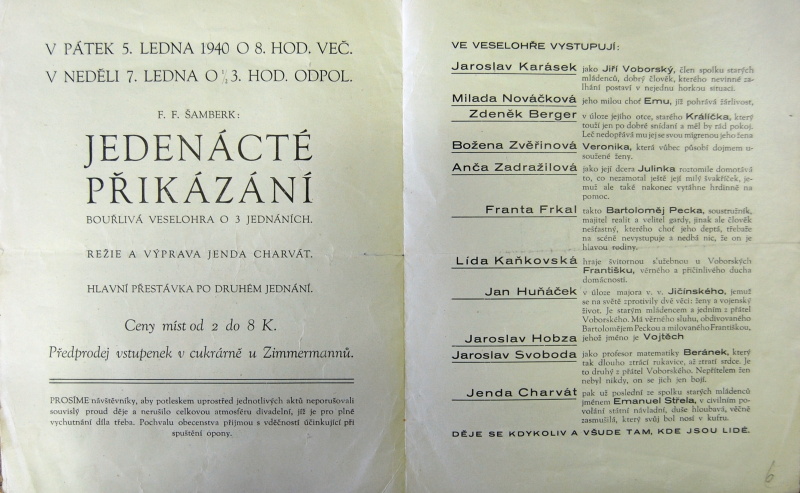 V PÁTEK 5. LEDNA 1940 O 8. HOD. VEČ.
V NEDĚLI 7. LEDNA O ½ 3. HOD. ODPOL.
F. F. ŠAMBERK:
JEDENÁCTÉ
PŘIKÁZÁNÍ
BOUŘLIVÁ VESELOHRA O 3 JEDNÁNÍCH.
REŽIE A VÝPRAVA JENDA CHARVÁT.
HLAVNÍ PŘESTÁVKA PO DRUHÉM JEDNÁNÍ.
Ceny míst od 2 do 8 K.
Předprodej vstupenek v cukrárně u Zimmermannů.
PROSÍME návštěvníky, aby potleskem uprostřed jednotlivých aktů neporušovali
souvislý proud děje a nerušilo celkovou atmosféru divadelní, jíž je pro plné
vychutnání díla třeba. Pochvalu obecenstva přijmou s vděčností účinkující při
spuštění opony.
VE VESELOHŘE VYSTUPUJÍ:
Jaroslav Karásek jako Jiří Voborský, člen spolku starých
mládenců, dobrý člověk, kterého nevinné za-
lhání postaví v nejednu horkou situaci.
Milada Nováčková jeho milou choť Emu, jíž pohrává žárlivost,
Zdeněk Berger v úloze jejího otce, starého Králíčka, který
touží jen po dobré snídani a měl by rád pokoj.
Leč nedopřává mu jej se svou migrenou jeho žena
Božena Zvěřinová Veronika, která vůbec působí dojmem u-
soužené ženy.
Anča Zadražilová jako její dcera Julinka roztomile domotává
to, co nezamotal ještě její milý švakříček, je-
muž ale také nakonec vytáhne hrdinně na
pomoc.
Franta Frkal takto Bartoloměj Pecka, soustružník,
majitel realit a velitel gardy, jinak ale člověk
nešťastný, kterého choť jeho deptá, třebaže
na scéně nevystupuje a nedbá nic, že on je
hlavou rodiny.
Lída Kaňkovská hraje švitornou služebnou u Voborských
Františku, věrného a přičinlivého ducha
domácnosti.
Jan Huňáček v úloze majora v. v. Jičínského, jemuž
se na světě protivily dvě věci: ženy a vojenský
život. Je starým mládencem a jedním z přátel
Voborského. Má věrného sluhu, obdivovaného
Bartolomějem Peckou a milovaného Františkou,
Jaroslav Hobza jehož jméno je Vojtěch
Jaroslav Svoboda jako profesor matematiky Beránek, který
tak dlouho ztrácí rukavice, až ztratí srdce. Je
to druhý z přátel Voborského. Nepřítelem žen
nebyl nikdy, on se jich jen bojí.
Jenda Charvát pak už poslední ze spolku starých mládenců
jménem Emanuel Střela, v civilním po-
volání státní návladní, duše hloubavá, věčně
zasmušilá, který svůj bol nosí v kufru.
DĚJE SE KDYKOLIV A VŠUDE TAM, KDE JSOU LIDÉ.
6